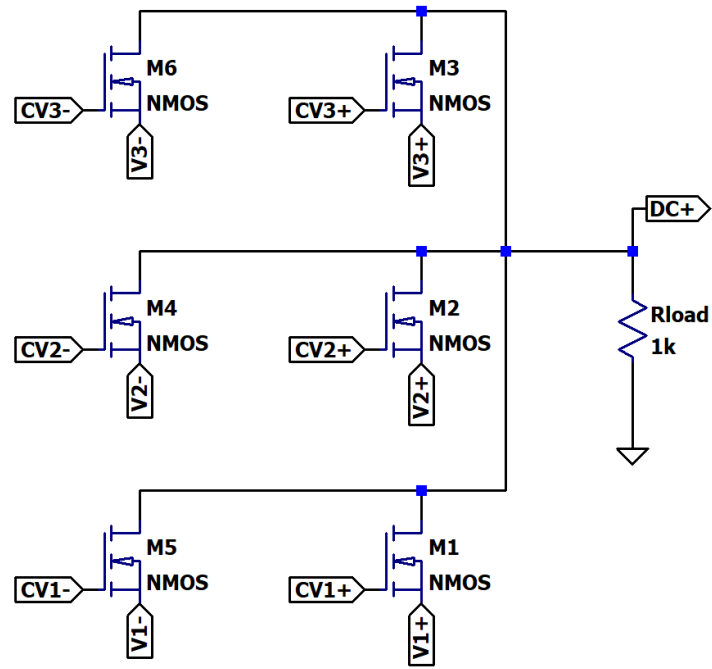 M6
NMOS
CV3-
V3-
M3
NMOS
CV3+
V3+
DC+
Rload
1k
M4
NMOS
CV2-
V2-
M2
NMOS
CV2+
V2+
M5
NMOS
CV1-
V1-
M1
NMOS
CV1+
V1+